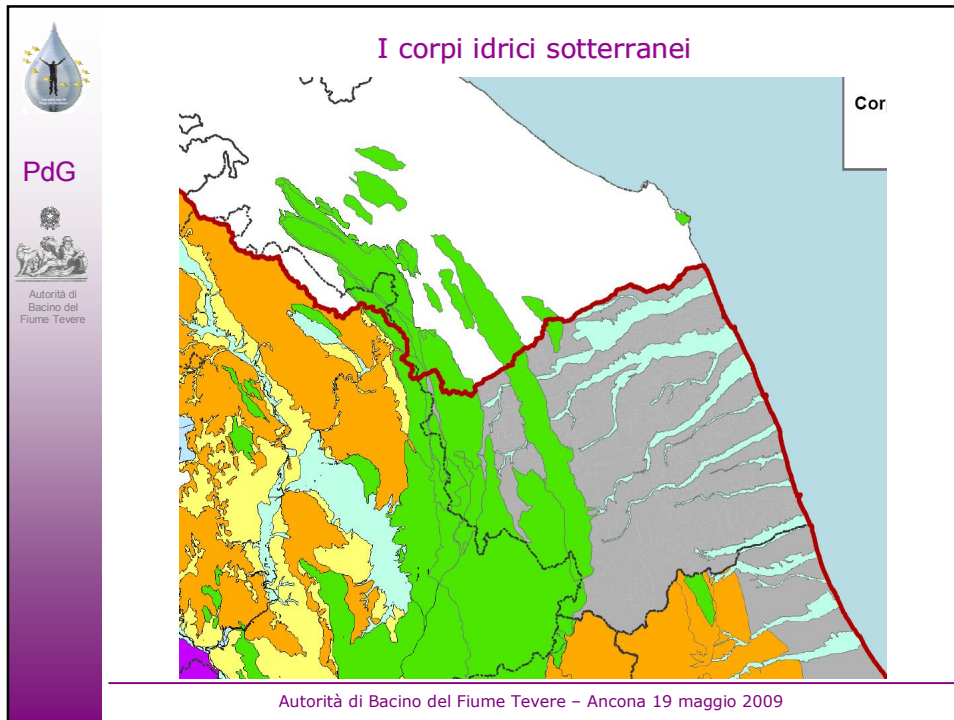 I corpi idrici sotterranei
Cor
PdG
Autorità di
Bacino del
Fiume Tevere
Autorità di Bacino del Fiume Tevere – Ancona 19 maggio 2009